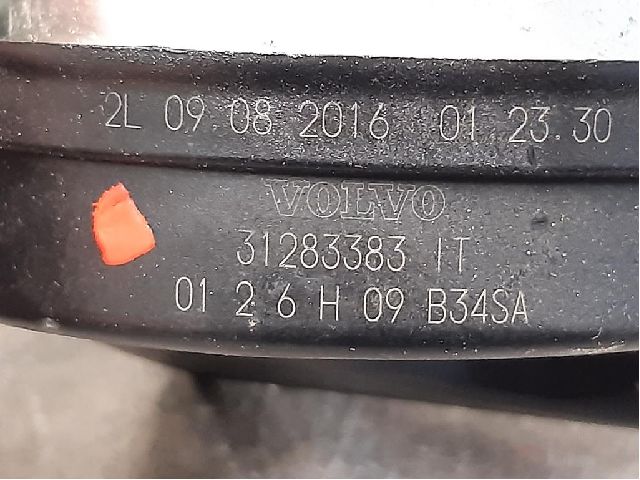 2L 09.08 2016 01 23.30
VOLVO
31283383 IT
01 2 6 H 09 B34SA